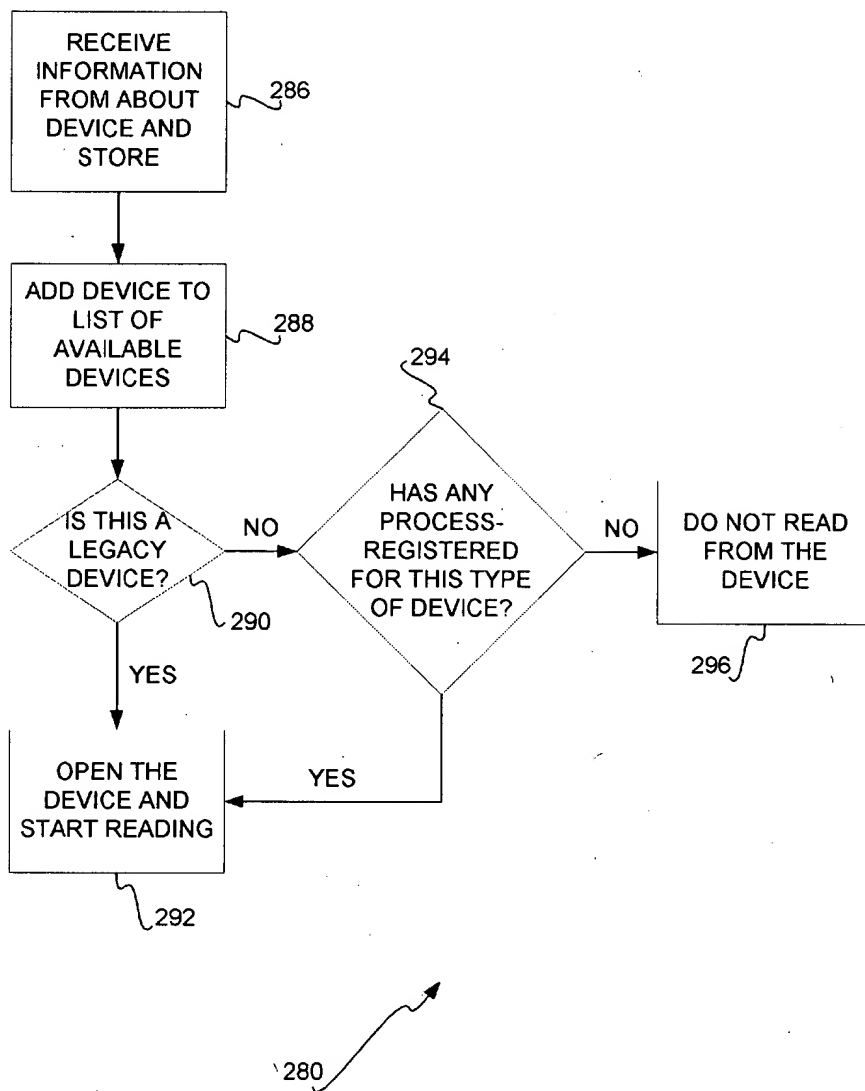 RECEIVE
INFORMATION
FROM ABOUT
DEVICE AND
STORE
286
ADD DEVICE TO
LIST OF
AVAILABLE
DEVICES
288
294
IS THIS A
LEGACY
DEVICE?
290
NO
HAS ANY
PROCESS-
REGISTERED
FOR THIS TYPE
OF DEVICE?
NO
DO NOT READ
FROM THE
DEVICE
296
YES
YES
OPEN THE
DEVICE AND
START READING
292
280